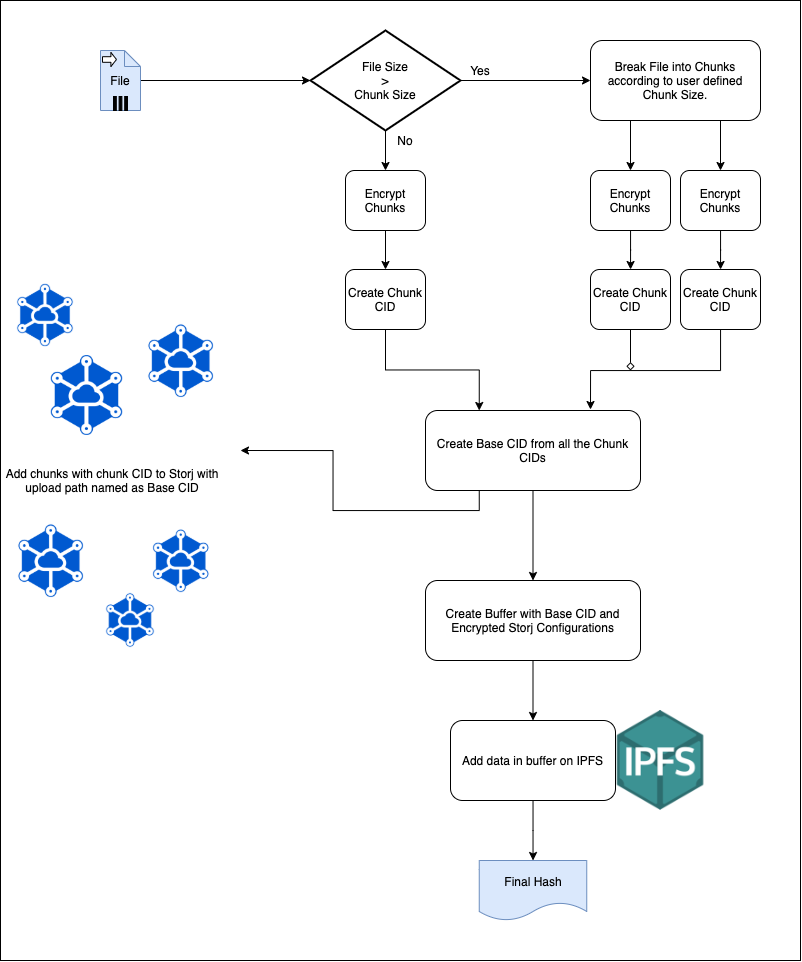 File
File Size
>
Chunk Size
Yes
Break File into Chunks
according to user defined
Chunk Size.
No
Encrypt
Chunks
Encrypt
Chunks
Encrypt
Chunks
Create Chunk
CID
Create Chunk
CID
Create Chunk
CID
Create Base CID from all the Chunk
CIDs
Add chunks with chunk CID to Storj with
upload path named as Base CID
Create Buffer with Base CID and
Encrypted Storj Configurations
Add data in buffer on IPFS
IPFS
Final Hash